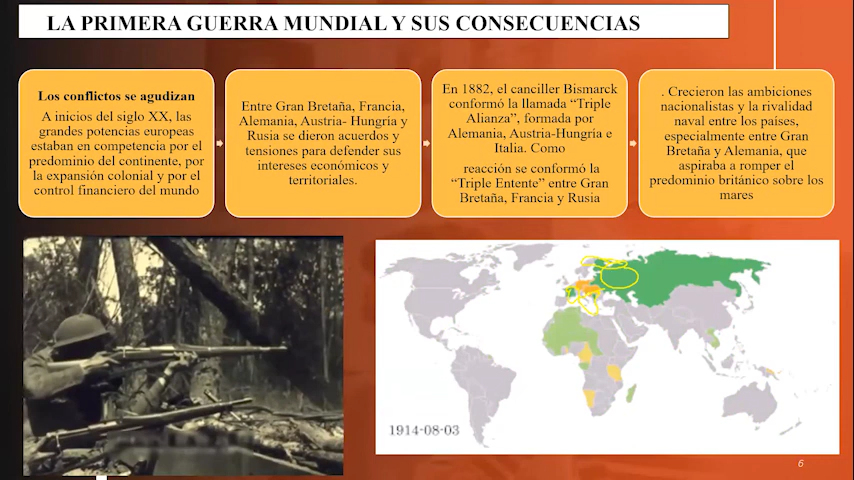 LA PRIMERA GUERRA MUNDIAL Y SUS CONSECUENCIAS
Los conflictos se agudizan
A inicios del siglo XX, las
grandes potencias europeas
estaban en competencia por el
predominio del continente, por
la expansión colonial y por el
control financiero del mundo
Entre Gran Bretaña, Francia,
Alemania, Austria- Hungría y
Rusia se dieron acuerdos y
tensiones para defender sus
intereses económicos y
territoriales.
En 1882, el canciller Bismarck
conformó la llamada “Triple
Alianza”, formada por
Alemania, Austria-Hungría e
Italia. Como
reacción se conformó la
“Triple Entente” entre Gran
Bretaña, Francia y Rusia
. Crecieron las ambiciones
nacionalistas y la rivalidad
naval entre los países,
especialmente entre Gran
Bretaña y Alemania, que
aspiraba a romper el
predominio británico sobre los
mares
1914-08-03
6